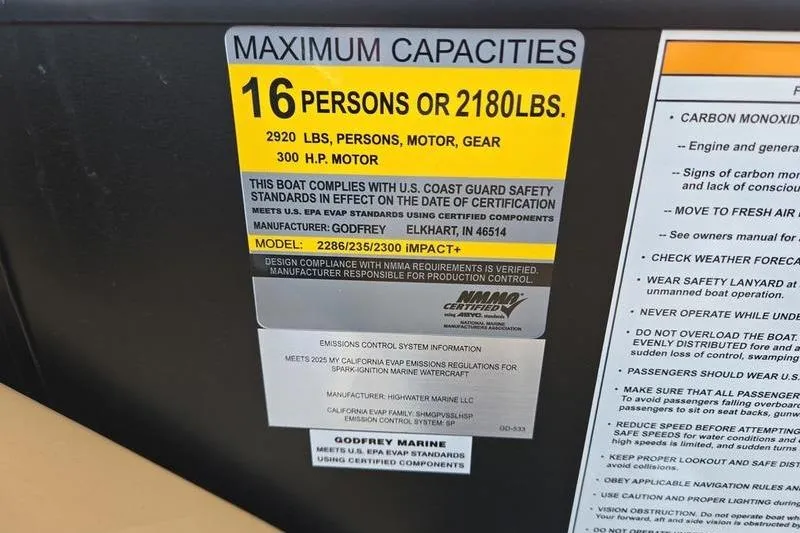 MAXIMUM CAPACITIES
16 PERSONS OR 2180LBS.
2920 LBS, PERSONS, MOTOR, GEAR
300 H.P. MOTOR
THIS BOAT COMPLIES WITH U.S. COAST GUARD SAFETY
STANDARDS IN EFFECT ON THE DATE OF CERTIFICATION
MEETS U.S. EPA EVAP STANDARDS USING CERTIFIED COMPONENTS
MANUFACTURER: GODFREY ELKHART, IN 46514
MODEL: 2286/235/2300 iMPACT+
DESIGN COMPLIANCE WITH NMMA REQUIREMENTS IS VERIFIED.
MANUFACTURER RESPONSIBLE FOR PRODUCTION CONTROL.
NMMA
CERTIFIED
using ABYC standards
NATIONAL MARINE
MANUFACTURERS ASSOCIATION
EMISSIONS CONTROL SYSTEM INFORMATION
MEETS 2025 MY CALIFORNIA EVAP EMISSIONS REGULATIONS FOR
SPARK-IGNITION MARINE WATERCRAFT
MANUFACTURER: HIGHWATER MARINE LLC
CALIFORNIA EVAP FAMILY: SHMGPVSSLHSP
EMISSION CONTROL SYSTEM: SP
GD-533
GODFREY MARINE
MEETS U.S. EPA EVAP STANDARDS
USING CERTIFIED COMPONENTS
• CARBON MONOXID
-- Engine and genera
-- Signs of carbon mon
and lack of consciou
-- MOVE TO FRESH AIR
-- See owners manual for
• CHECK WEATHER FORECA
• WEAR SAFETY LANYARD at
unmanned boat operation.
• NEVER OPERATE WHILE UNDE
• DO NOT OVERLOAD THE BOAT.
EVENLY DISTRIBUTED fore and a
sudden loss of control, swamping
• PASSENGERS SHOULD WEAR U.S.
• MAKE SURE THAT ALL PASSENGER
To avoid passengers falling overboard
passengers to sit on seat backs, gunw
• REDUCE SPEED BEFORE ATTEMPTING
SAFE SPEEDS for water conditions and
high speeds is limited, and sudden turns
• KEEP PROPER LOOKOUT AND SAFE DIST
avoid collisions.
• OBEY APPLICABLE NAVIGATION RULES AN
• USE CAUTION AND PROPER LIGHTING during
• VISION OBSTRUCTION. Do not operate boat wh
Your forward, aft and side vision is obstructed by
• DO NOT OPERATE